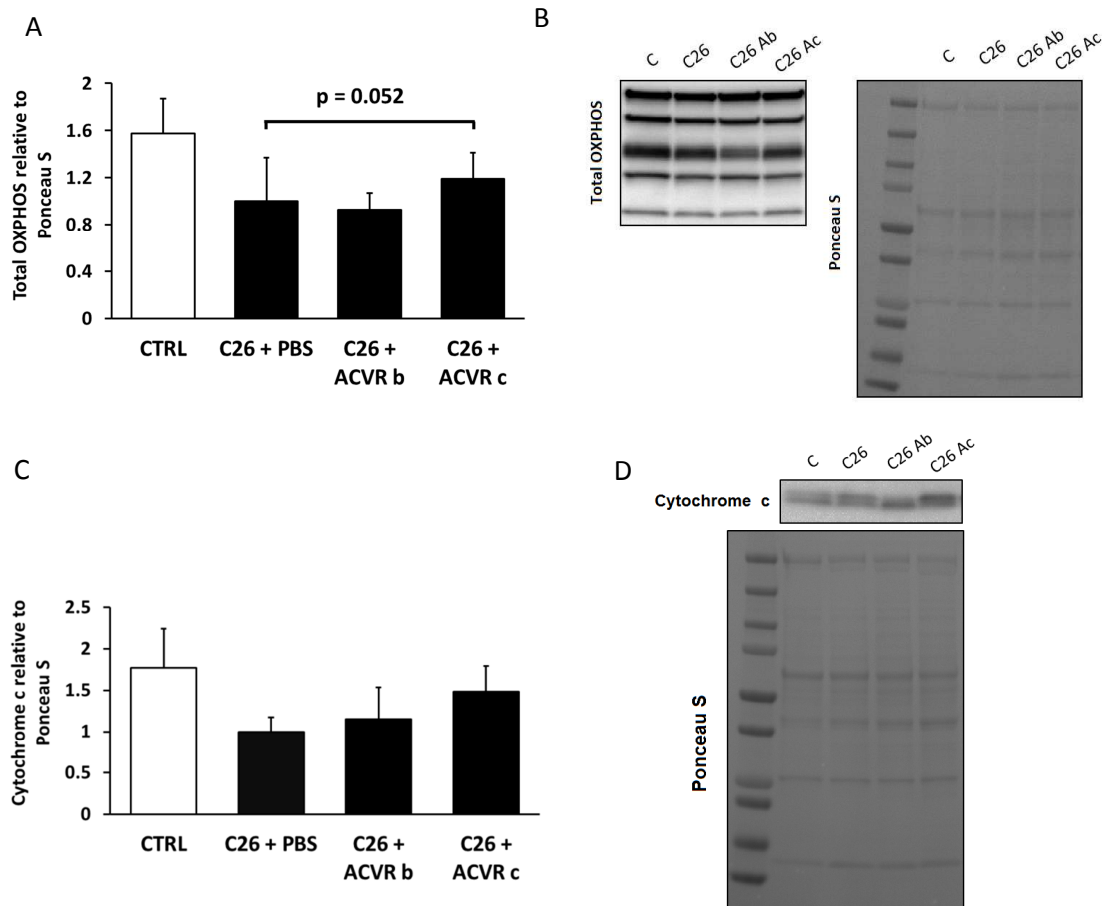 A
Total OXPHOS relative to
Ponceau S
2
1.6
1.2
0.8
0.4
0
p = 0.052
CTRL
C26 + PBS
C26 +
ACVR b
C26 +
ACVR c
B
C
C26
C26 Ab
C26 Ac
Total OXPHOS
C
C26
C26 Ab
C26 Ac
Ponceau S
C
Cytochrome c relative to
Ponceau S
2.5
2
1.5
1
0.5
0
CTRL
C26 + PBS
C26 +
ACVR b
C26 +
ACVR c
D
C
C26
C26 Ab
C26 Ac
Cytochrome c
Ponceau S